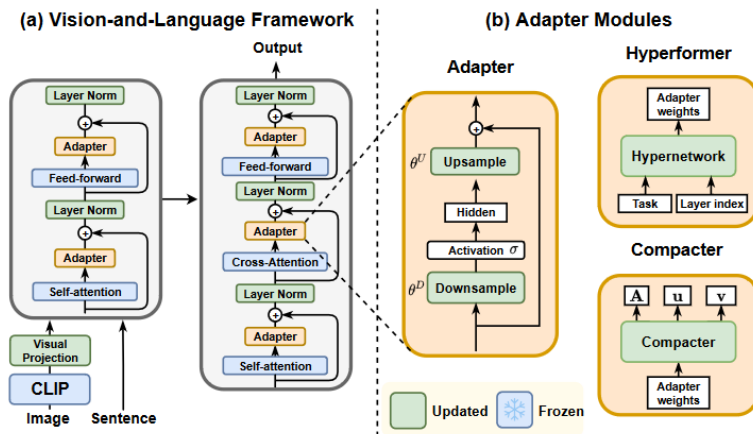 (a) Vision-and-Language Framework
Output
Layer Norm
+
Adapter
Feed-forward
Layer Norm
+
Adapter
Self-attention
Visual
Projection
CLIP
Image
Sentence
Layer Norm
+
Adapter
Feed-forward
Layer Norm
+
Adapter
Cross-Attention
Layer Norm
+
Adapter
Self-attention
(b) Adapter Modules
Adapter
+
θ^U
Upsample
Hidden
Activation σ
θ^D
Downsample
Updated
Frozen
Hyperformer
Adapter
weights
Hypernetwork
Task
Layer index
Compacter
A
u
v
Compacter
Adapter
weights